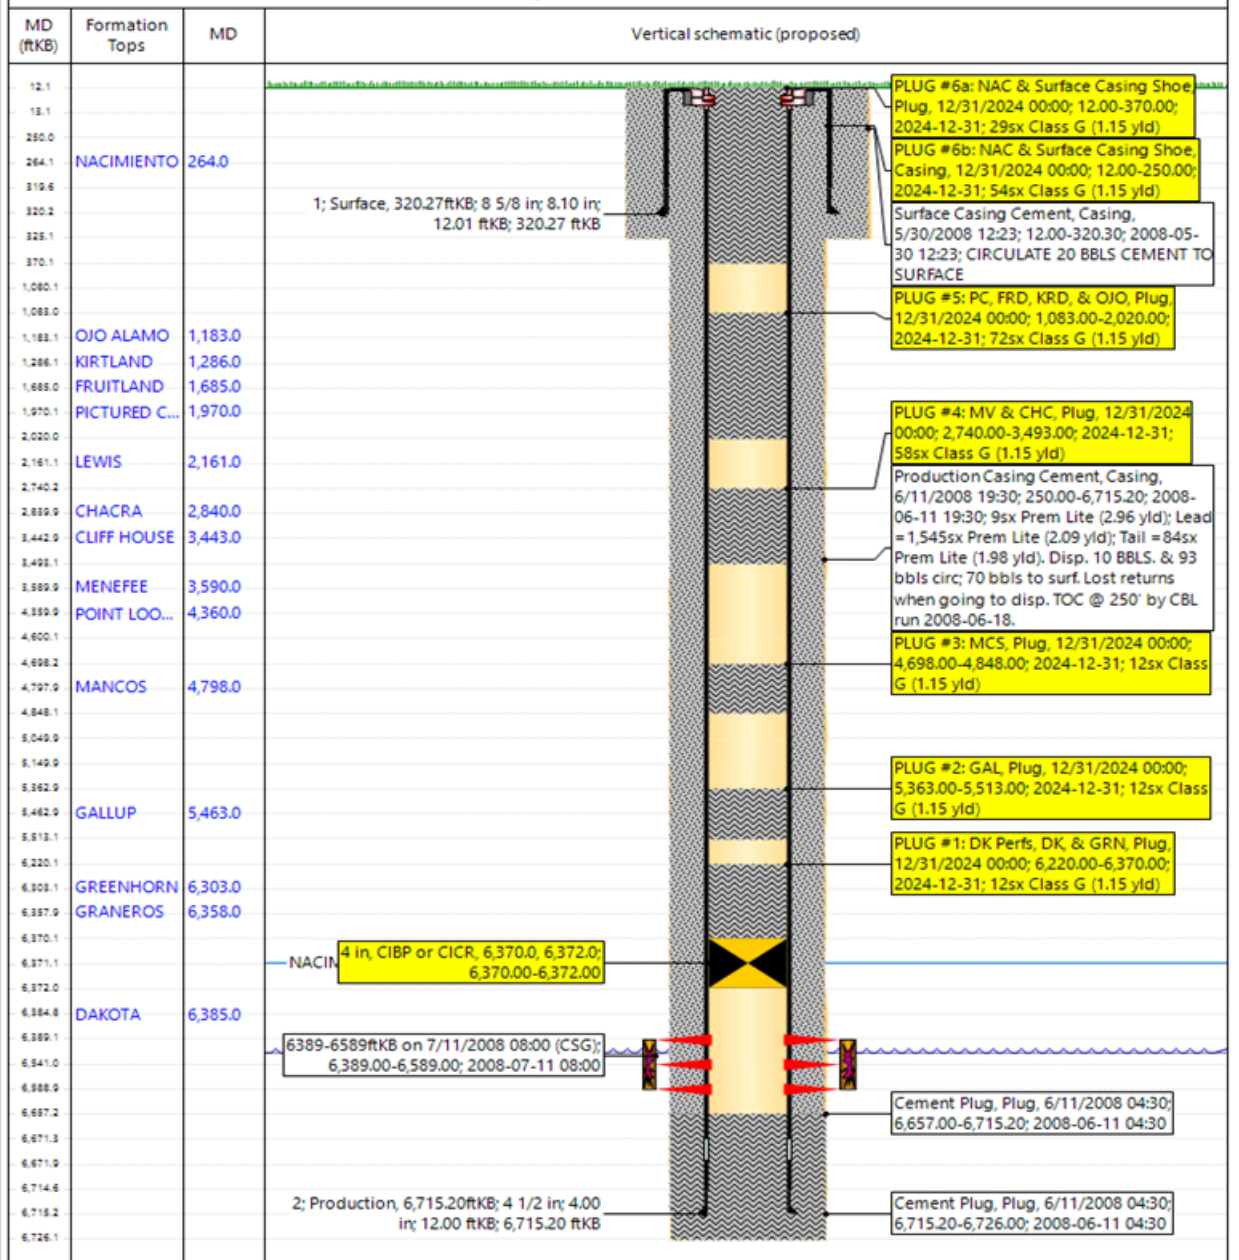 MD
(ftKB)
Formation
Tops
MD
Vertical schematic (proposed)
12.1
13.1
250.0
264.1
319.6
320.2
325.1
370.1
1,080.1
1,083.0
1,183.1
1,286.1
1,685.0
1,970.1
2,020.0
2,161.1
2,740.2
2,839.9
3,442.9
3,493.1
3,589.9
4,359.9
4,600.1
4,698.2
4,797.9
4,848.1
5,049.9
5,149.9
5,362.9
5,462.9
5,513.1
6,220.1
6,303.1
6,357.9
6,370.1
6,371.1
6,372.0
6,384.8
6,389.1
6,541.0
6,588.9
6,657.2
6,671.3
6,671.9
6,714.6
6,715.2
6,726.1
NACIMIENTO 264.0
OJO ALAMO 1,183.0
KIRTLAND 1,286.0
FRUITLAND 1,685.0
PICTURED C... 1,970.0
LEWIS 2,161.0
CHACRA 2,840.0
CLIFF HOUSE 3,443.0
MENEFEE 3,590.0
POINT LOO... 4,360.0
MANCOS 4,798.0
GALLUP 5,463.0
GREENHORN 6,303.0
GRANEROS 6,358.0
DAKOTA 6,385.0
1; Surface, 320.27ftKB; 8 5/8 in; 8.10 in;
12.01 ftKB; 320.27 ftKB
NACIM
4 in, CIBP or CICR, 6,370.0, 6,372.0;
6,370.00-6,372.00
6389-6589ftKB on 7/11/2008 08:00 (CSG);
6,389.00-6,589.00; 2008-07-11 08:00
2; Production, 6,715.20ftKB; 4 1/2 in; 4.00
in; 12.00 ftKB; 6,715.20 ftKB
PLUG #6a: NAC & Surface Casing Shoe,
Plug, 12/31/2024 00:00; 12.00-370.00;
2024-12-31; 29sx Class G (1.15 yld)
PLUG #6b: NAC & Surface Casing Shoe,
Casing, 12/31/2024 00:00; 12.00-250.00;
2024-12-31; 54sx Class G (1.15 yld)
Surface Casing Cement, Casing,
5/30/2008 12:23; 12.00-320.30; 2008-05-
30 12:23; CIRCULATE 20 BBLS CEMENT TO
SURFACE
PLUG #5: PC, FRD, KRD, & OJO, Plug,
12/31/2024 00:00; 1,083.00-2,020.00;
2024-12-31; 72sx Class G (1.15 yld)
PLUG #4: MV & CHC, Plug, 12/31/2024
00:00; 2,740.00-3,493.00; 2024-12-31;
58sx Class G (1.15 yld)
Production Casing Cement, Casing,
6/11/2008 19:30; 250.00-6,715.20; 2008-
06-11 19:30; 9sx Prem Lite (2.96 yld); Lead
=1,545sx Prem Lite (2.09 yld); Tail =84sx
Prem Lite (1.98 yld). Disp. 10 BBLS. & 93
bbls circ; 70 bbls to surf. Lost returns
when going to disp. TOC @ 250' by CBL
run 2008-06-18.
PLUG #3: MCS, Plug, 12/31/2024 00:00;
4,698.00-4,848.00; 2024-12-31; 12sx Class
G (1.15 yld)
PLUG #2: GAL, Plug, 12/31/2024 00:00;
5,363.00-5,513.00; 2024-12-31; 12sx Class
G (1.15 yld)
PLUG #1: DK Perfs, DK, & GRN, Plug,
12/31/2024 00:00; 6,220.00-6,370.00;
2024-12-31; 12sx Class G (1.15 yld)
Cement Plug, Plug, 6/11/2008 04:30;
6,657.00-6,715.20; 2008-06-11 04:30
Cement Plug, Plug, 6/11/2008 04:30;
6,715.20-6,726.00; 2008-06-11 04:30